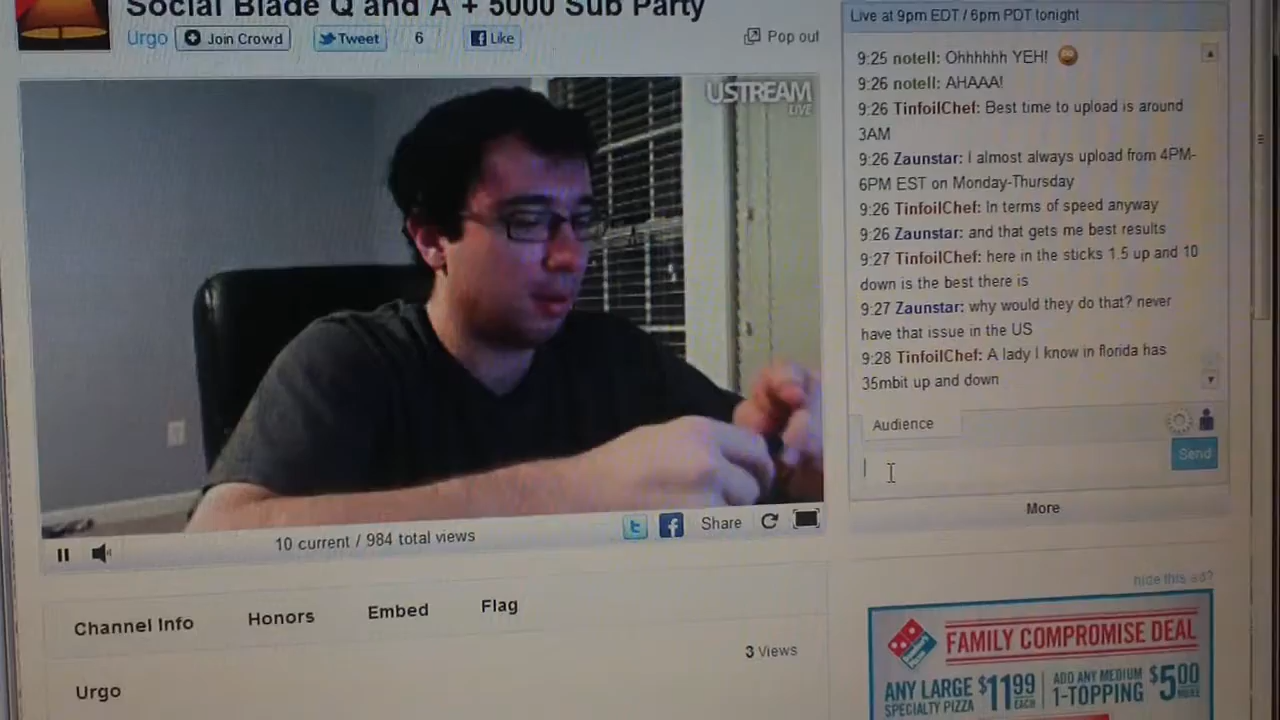 Social Blade Q and A + 5000 Sub Party
Urgo
Join Crowd
Tweet
6
Like
Pop out
USTREAM
LIVE
10 current / 984 total views
Share
Channel Info
Honors
Embed
Flag
3 Views
Urgo
Live at 9pm EDT / 6pm PDT tonight
9:25 notell: Ohhhhhh YEH!
9:26 notell: AHAAA!
9:26 TinfoilChef: Best time to upload is around
3AM
9:26 Zaunstar: I almost always upload from 4PM-
6PM EST on Monday-Thursday
9:26 TinfoilChef: In terms of speed anyway
9:26 Zaunstar: and that gets me best results
9:27 TinfoilChef: here in the sticks 1.5 up and 10
down is the best there is
9:27 Zaunstar: why would they do that? never
have that issue in the US
9:28 TinfoilChef: A lady I know in florida has
35mbit up and down
Audience
Send
More
hide this ad?
FAMILY COMPROMISE DEAL
ANY LARGE $11.99
SPECIALTY PIZZA EACH
ADD ANY MEDIUM $5.00
1-TOPPING